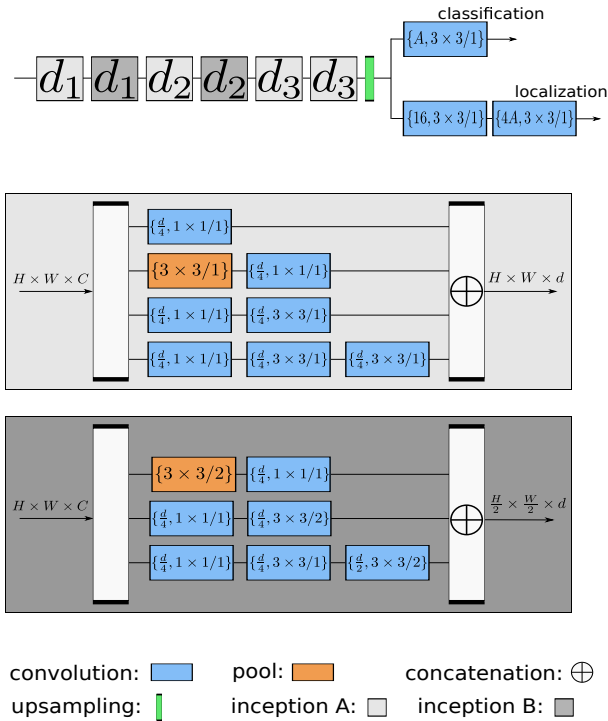 classification
{A, 3 × 3/1}
d₁ d₁ d₂ d₂ d₃ d₃
localization
{16, 3 × 3/1} {4A, 3 × 3/1}
{d/4, 1 × 1/1}
{3 × 3/1} {d/4, 1 × 1/1}
H × W × C
H × W × d
{d/4, 1 × 1/1} {d/4, 3 × 3/1}
{d/4, 1 × 1/1} {d/4, 3 × 3/1} {d/4, 3 × 3/1}
{3 × 3/2} {d/4, 1 × 1/1}
H × W × C
H/2 × W/2 × d
{d/4, 1 × 1/1} {d/4, 3 × 3/2}
{d/4, 1 × 1/1} {d/4, 3 × 3/1} {d/2, 3 × 3/2}
convolution: pool: concatenation:
upsampling: inception A: inception B: